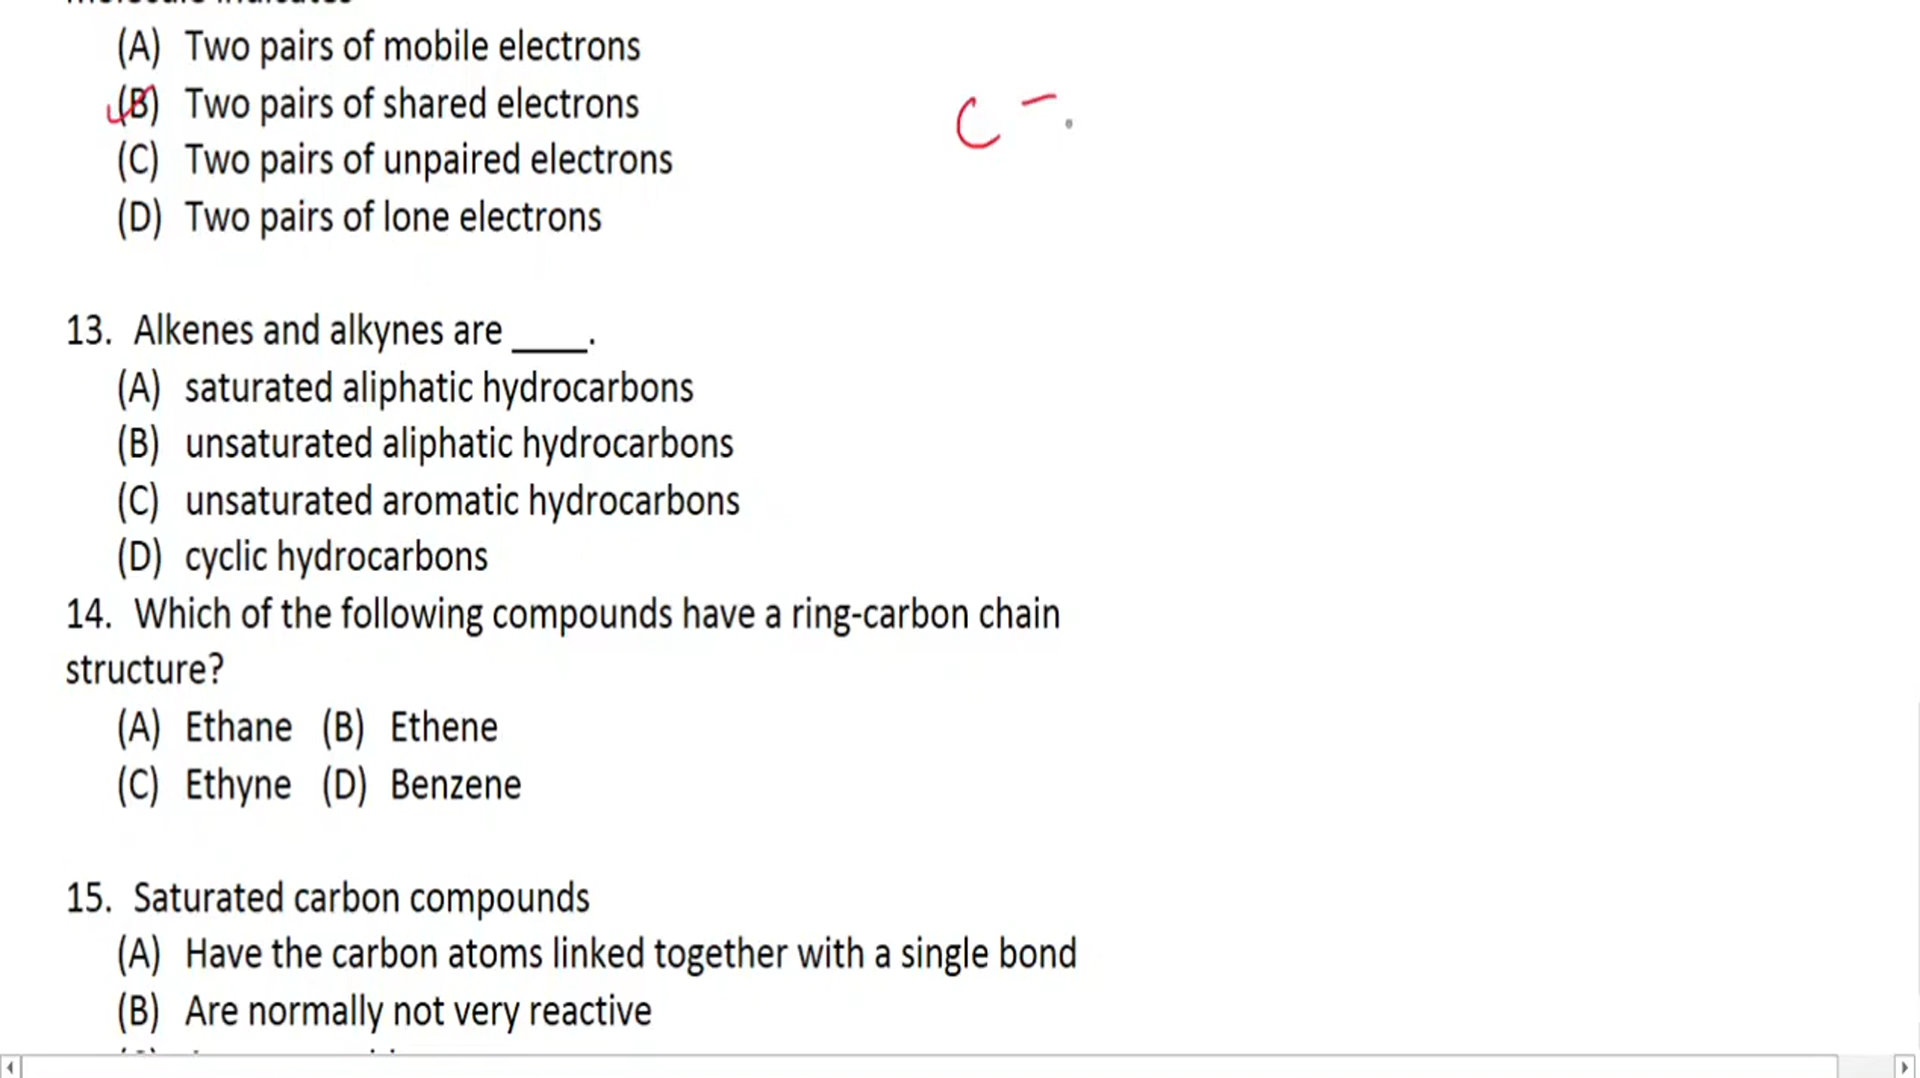 (A) Two pairs of mobile electrons
(B) Two pairs of shared electrons
(C) Two pairs of unpaired electrons
(D) Two pairs of lone electrons
C -
13. Alkenes and alkynes are ____.
(A) saturated aliphatic hydrocarbons
(B) unsaturated aliphatic hydrocarbons
(C) unsaturated aromatic hydrocarbons
(D) cyclic hydrocarbons
14. Which of the following compounds have a ring-carbon chain
structure?
(A) Ethane (B) Ethene
(C) Ethyne (D) Benzene
15. Saturated carbon compounds
(A) Have the carbon atoms linked together with a single bond
(B) Are normally not very reactive